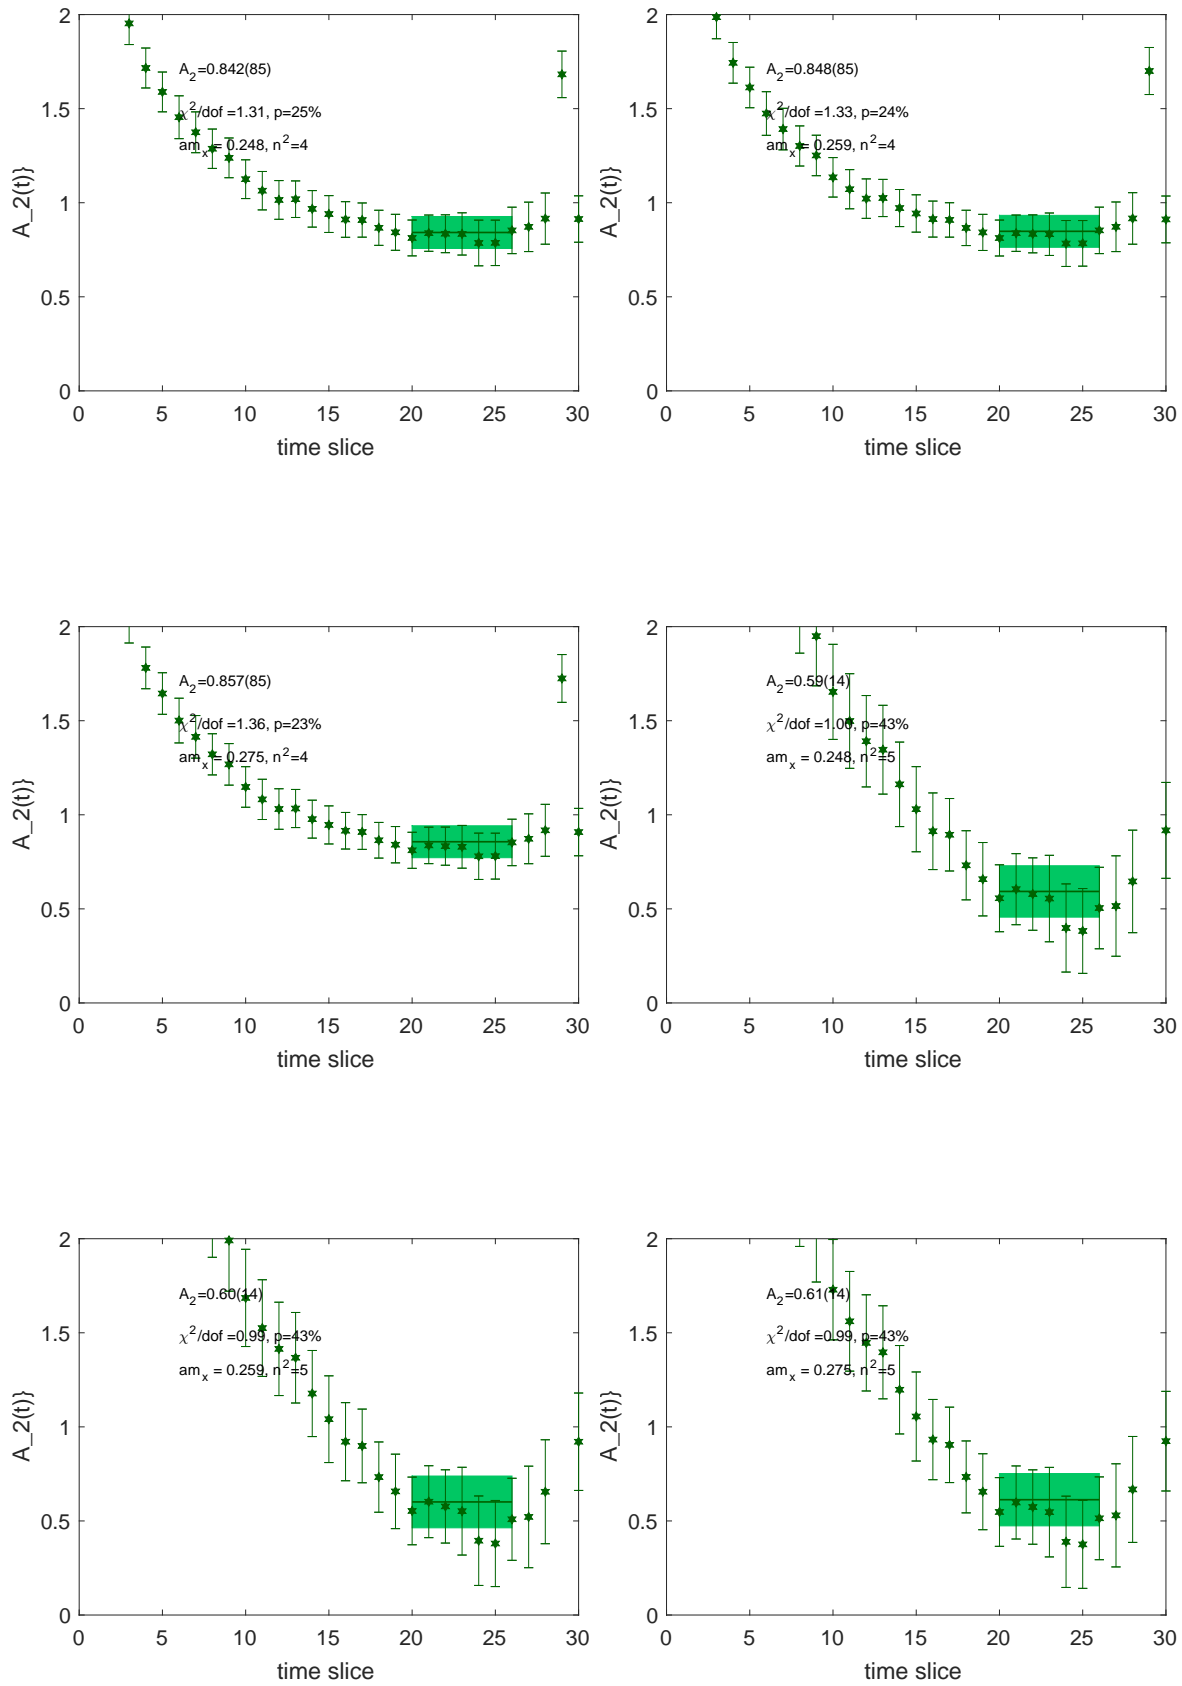 2
1.5
1
0.5
0
A_2(t)}
A_2=0.842(85)
χ^2/dof =1.31, p=25%
am_x = 0.248, n^2=4
0 5 10 15 20 25 30
time slice
2
1.5
1
0.5
0
A_2(t)}
A_2=0.848(85)
χ^2/dof =1.33, p=24%
am_x = 0.259, n^2=4
0 5 10 15 20 25 30
time slice
2
1.5
1
0.5
0
A_2(t)}
A_2=0.857(85)
χ^2/dof =1.36, p=23%
am_x = 0.275, n^2=4
0 5 10 15 20 25 30
time slice
2
1.5
1
0.5
0
A_2(t)}
A_2=0.59(14)
χ^2/dof =1.00, p=43%
am_x = 0.248, n^2=5
0 5 10 15 20 25 30
time slice
2
1.5
1
0.5
0
A_2(t)}
A_2=0.60(14)
χ^2/dof =0.99, p=43%
am_x = 0.259, n^2=5
0 5 10 15 20 25 30
time slice
2
1.5
1
0.5
0
A_2(t)}
A_2=0.61(14)
χ^2/dof =0.99, p=43%
am_x = 0.275, n^2=5
0 5 10 15 20 25 30
time slice